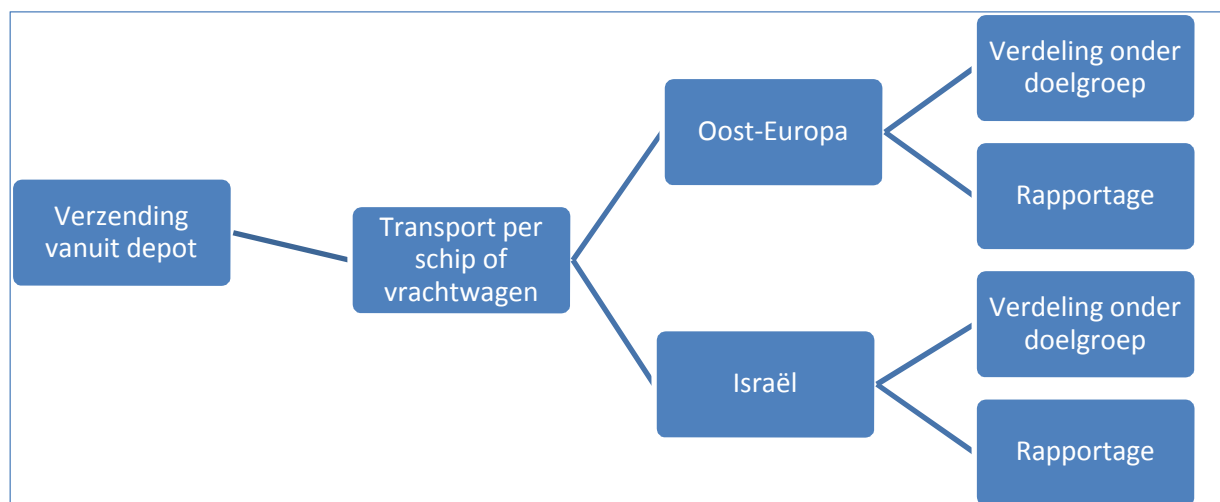 Verzending
vanuit depot
Transport per
schip of
vrachtwagen
Oost-Europa
Verdeling onder
doelgroep
Rapportage
Israël
Verdeling onder
doelgroep
Rapportage